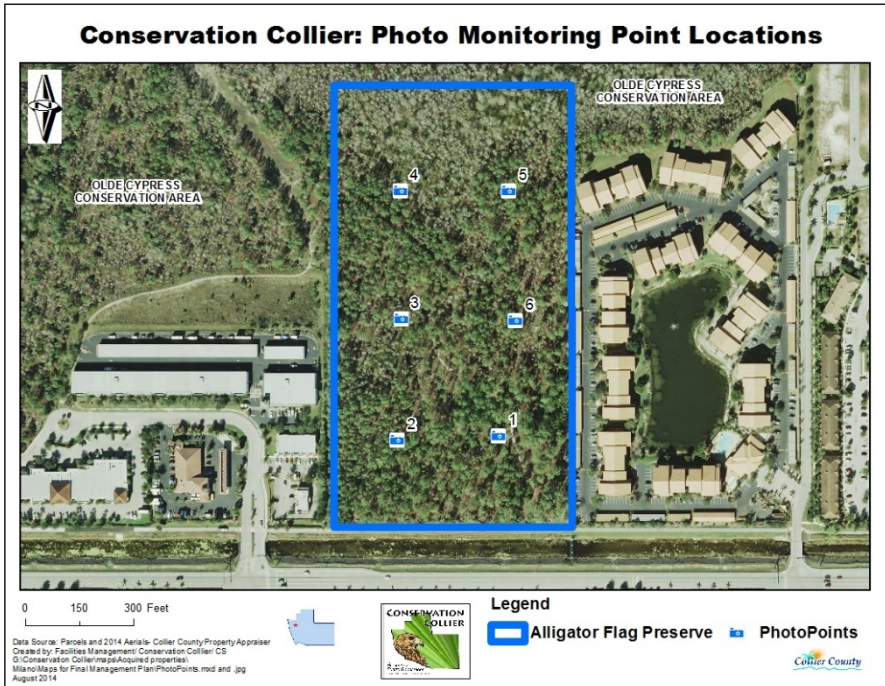 Conservation Collier: Photo Monitoring Point Locations
N
OLDE CYPRESS
CONSERVATION AREA
OLDE CYPRESS
CONSERVATION AREA
4
5
3
6
2
1
0 150 300 Feet
Data Source: Parcels and 2014 Aerials- Collier County Property Appraiser
Created by: Facilities Management/ Conservation Colllier/ CS
G:\Conservation Collier\maps\Acquired properties\
Milano\Maps for Final Management Plan\PhotoPoints.mxd and .jpg
August 2014
CONSERVATION
COLLIER
Legend
Alligator Flag Preserve
PhotoPoints
Collier County